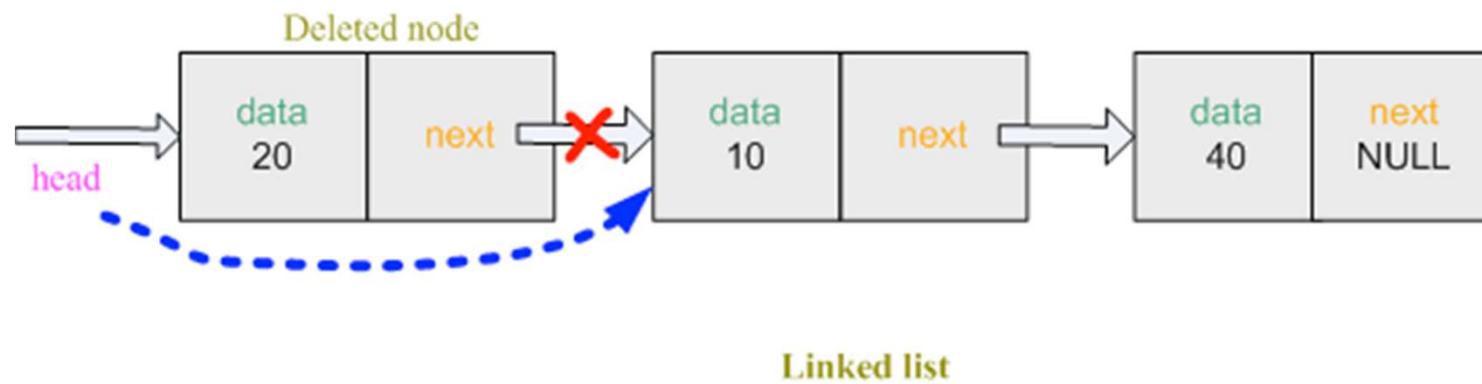 Deleted node
head
data
20
next
data
10
next
data
40
next
NULL
Linked list